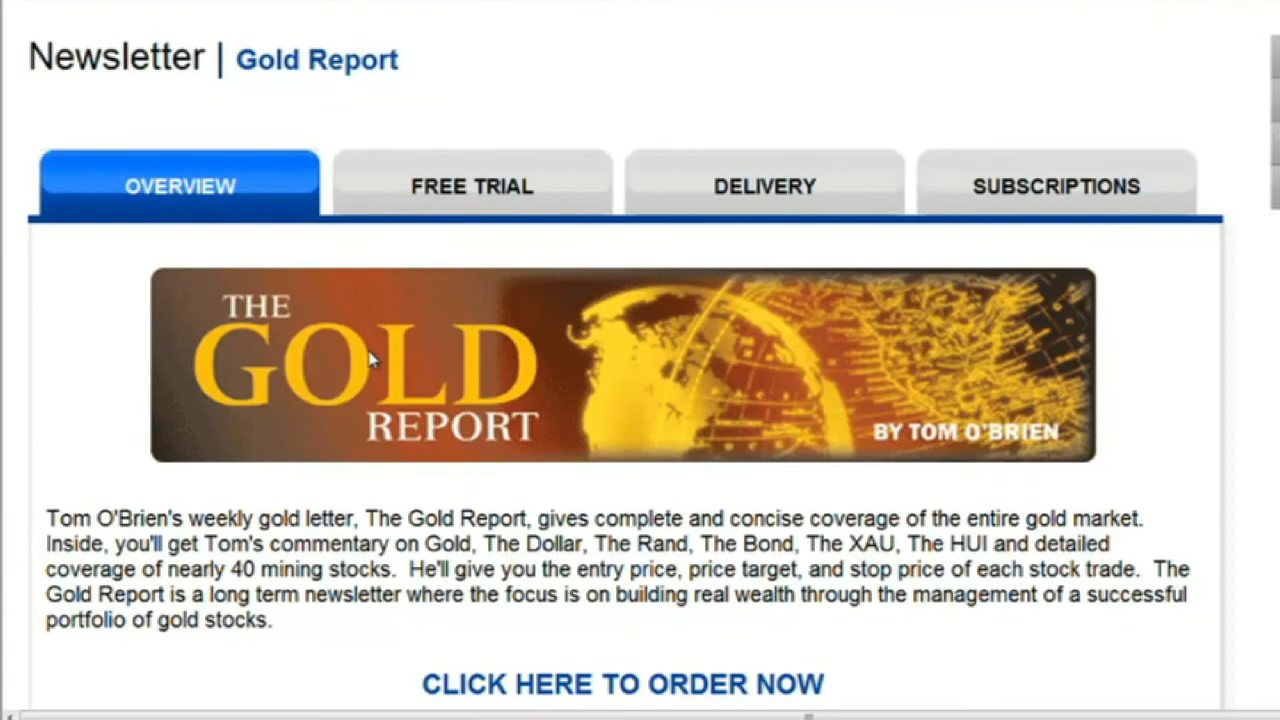 Newsletter | Gold Report
OVERVIEW
FREE TRIAL
DELIVERY
SUBSCRIPTIONS
THE
GOLD
REPORT
BY TOM O'BRIEN
Tom O'Brien's weekly gold letter, The Gold Report, gives complete and concise coverage of the entire gold market.
Inside, you'll get Tom's commentary on Gold, The Dollar, The Rand, The Bond, The XAU, The HUI and detailed
coverage of nearly 40 mining stocks.  He'll give you the entry price, price target, and stop price of each stock trade.  The
Gold Report is a long term newsletter where the focus is on building real wealth through the management of a successful
portfolio of gold stocks.
CLICK HERE TO ORDER NOW